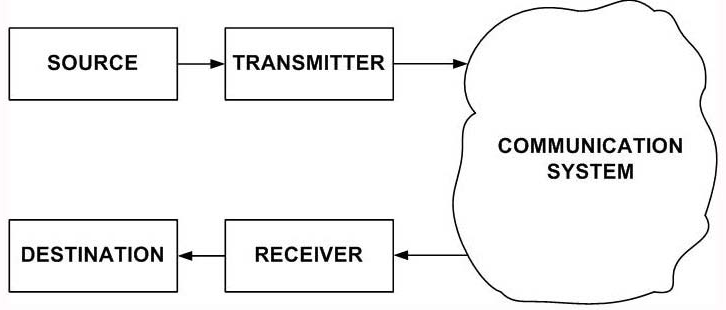 SOURCE
TRANSMITTER
COMMUNICATION
SYSTEM
DESTINATION
RECEIVER